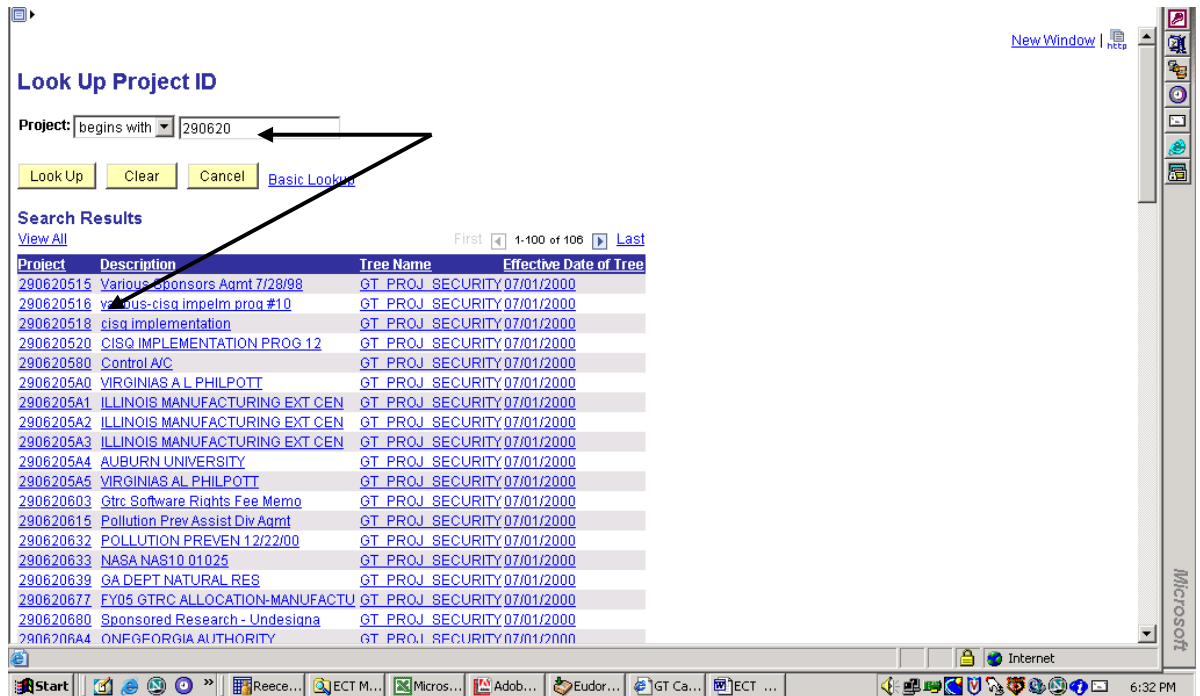 New Window | http
Look Up Project ID
Project: begins with 290620
Look Up Clear Cancel Basic Lookup
Search Results
View All First 1-100 of 106 Last
Project Description Tree Name Effective Date of Tree
290620515 Various Sponsors Agmt 7/28/98 GT_PROJ_SECURITY 07/01/2000
290620516 various-cisq impelm prog #10 GT_PROJ_SECURITY 07/01/2000
290620518 cisq implementation GT_PROJ_SECURITY 07/01/2000
290620520 CISQ IMPLEMENTATION PROG 12 GT_PROJ_SECURITY 07/01/2000
290620580 Control A/C GT_PROJ_SECURITY 07/01/2000
2906205A0 VIRGINIAS A L PHILPOTT GT_PROJ_SECURITY 07/01/2000
2906205A1 ILLINOIS MANUFACTURING EXT CEN GT_PROJ_SECURITY 07/01/2000
2906205A2 ILLINOIS MANUFACTURING EXT CEN GT_PROJ_SECURITY 07/01/2000
2906205A3 ILLINOIS MANUFACTURING EXT CEN GT_PROJ_SECURITY 07/01/2000
2906205A4 AUBURN UNIVERSITY GT_PROJ_SECURITY 07/01/2000
2906205A5 VIRGINIAS AL PHILPOTT GT_PROJ_SECURITY 07/01/2000
290620603 Gtrc Software Rights Fee Memo GT_PROJ_SECURITY 07/01/2000
290620615 Pollution Prev Assist Div Agmt GT_PROJ_SECURITY 07/01/2000
290620632 POLLUTION PREVEN 12/22/00 GT_PROJ_SECURITY 07/01/2000
290620633 NASA NAS10 01025 GT_PROJ_SECURITY 07/01/2000
290620639 GA DEPT NATURAL RES GT_PROJ_SECURITY 07/01/2000
290620677 FY05 GTRC ALLOCATION-MANUFACTU GT_PROJ_SECURITY 07/01/2000
290620680 Sponsored Research - Undesigna GT_PROJ_SECURITY 07/01/2000
2906206A4 ONEGEORGIA AUTHORITY GT_PROJ_SECURITY 07/01/2000
Microsoft
Internet
Start » Reece... ECT M... Micros... Adob... Eudor... GT Ca... ECT ... 6:32 PM